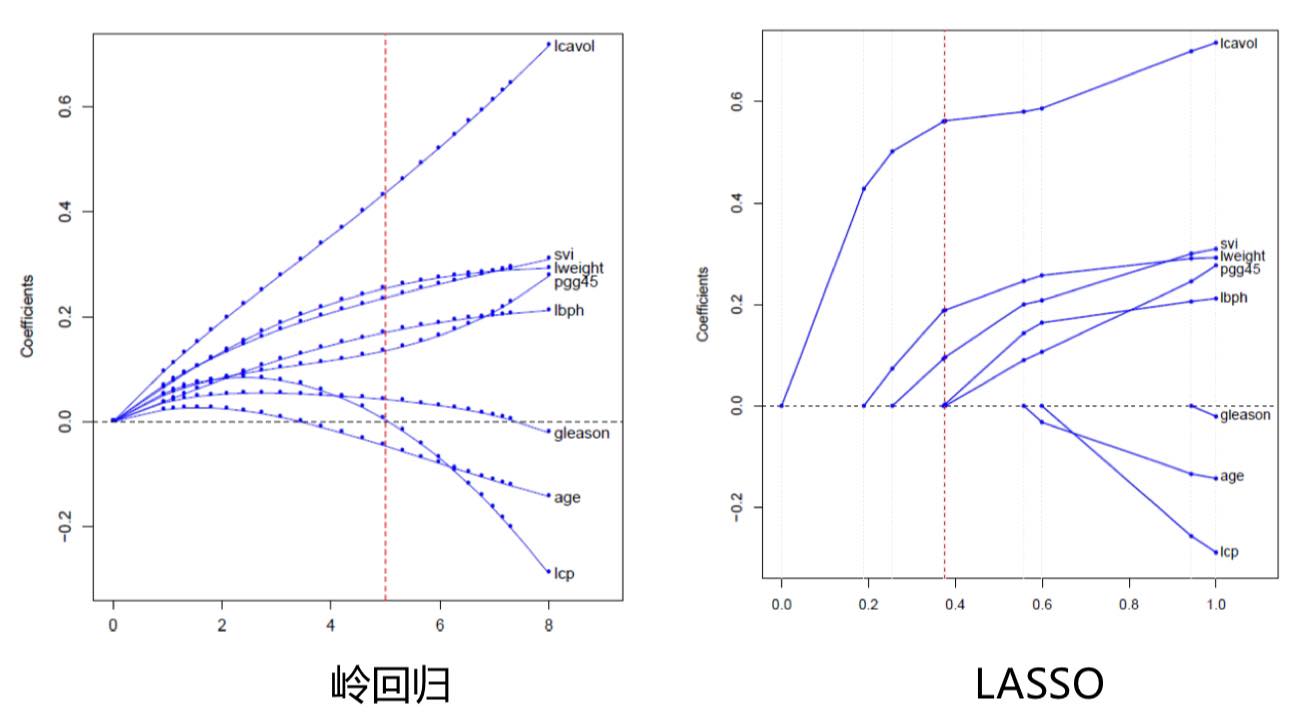 Coefficients
0.6
0.4
0.2
0.0
−0.2
0 2 4 6 8
lcavol
svi
lweight
pgg45
lbph
gleason
age
lcp
岭回归
Coefficients
0.6
0.4
0.2
0.0
−0.2
0.0 0.2 0.4 0.6 0.8 1.0
lcavol
svi
lweight
pgg45
lbph
gleason
age
lcp
LASSO